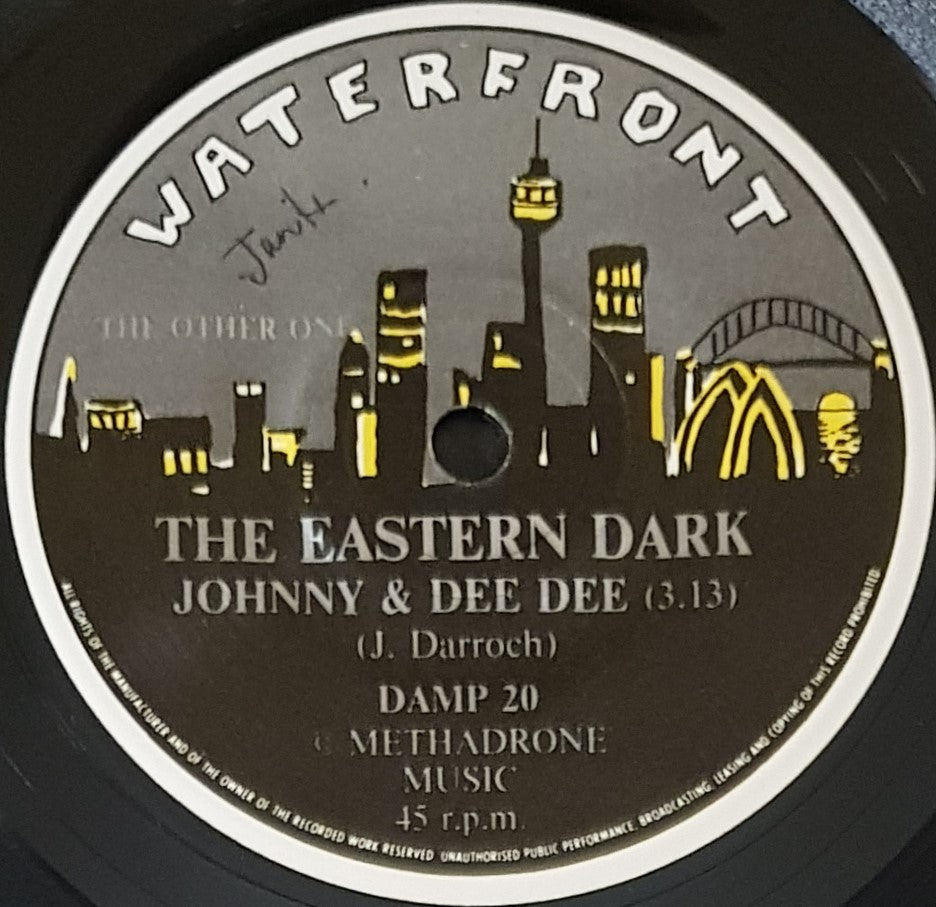 WATERFRONT
THE OTHER ONE
THE EASTERN DARK
JOHNNY & DEE DEE (3.13)
(J. Darroch)
DAMP 20
© METHADRONE
MUSIC
45 r.p.m.
ALL RIGHTS OF THE MANUFACTURER AND OF THE OWNER OF THE RECORDED WORK RESERVED. UNAUTHORISED PUBLIC PERFORMANCE, BROADCASTING, LEASING AND COPYING OF THIS RECORD PROHIBITED.